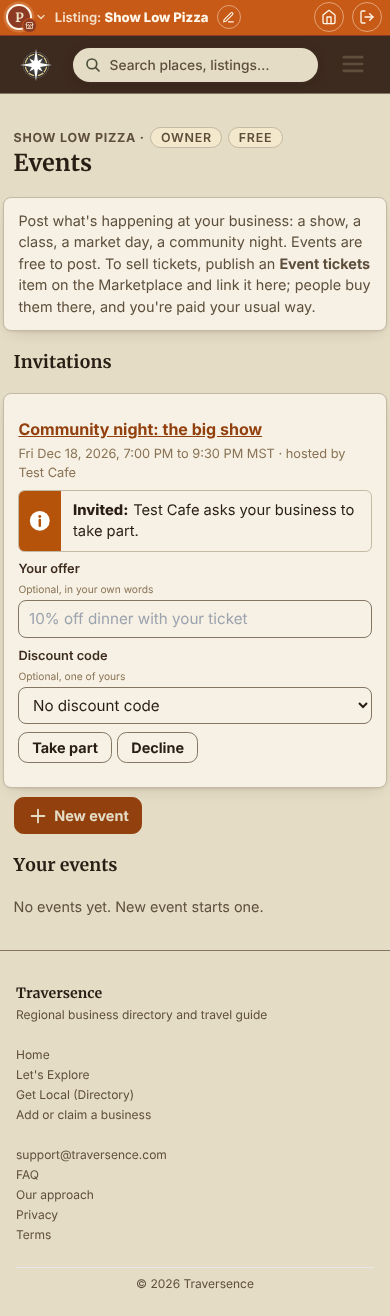 P
Listing: Show Low Pizza
Search places, listings...
SHOW LOW PIZZA · OWNER FREE
Events
Post what's happening at your business: a show, a
class, a market day, a community night. Events are
free to post. To sell tickets, publish an Event tickets
item on the Marketplace and link it here; people buy
them there, and you're paid your usual way.
Invitations
Community night: the big show
Fri Dec 18, 2026, 7:00 PM to 9:30 PM MST · hosted by
Test Cafe
Invited: Test Cafe asks your business to
take part.
Your offer
Optional, in your own words
10% off dinner with your ticket
Discount code
Optional, one of yours
No discount code
Take part Decline
New event
Your events
No events yet. New event starts one.
Traversence
Regional business directory and travel guide
Home
Let's Explore
Get Local (Directory)
Add or claim a business
support@traversence.com
FAQ
Our approach
Privacy
Terms
© 2026 Traversence